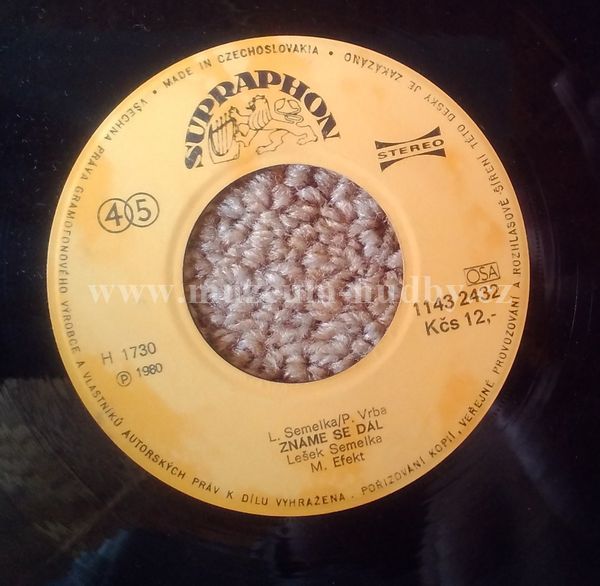 VŠECHNA PRÁVA GRAMOFONOVÉHO VÝROBCE A VLASTNÍKŮ AUTORSKÝCH PRÁV K DÍLU VYHRAŽENA · POŘIZOVÁNÍ KOPIÍ, VEŘEJNÉ PROVOZOVÁNÍ A ROZHLASOVÉ ŠÍŘENÍ TÉTO DESKY JE ZAKÁZÁNO · MADE IN CZECHOSLOVAKIA ·
SUPRAPHON
STEREO
45
OSA
www.muzeum-hudby.cz
1143 2432
Kčs 12,-
H 1730
Ⓟ 1980
L. Semelka/P. Vrba
ZNÁME SE DÁL
Lešek Semelka
M. Efekt